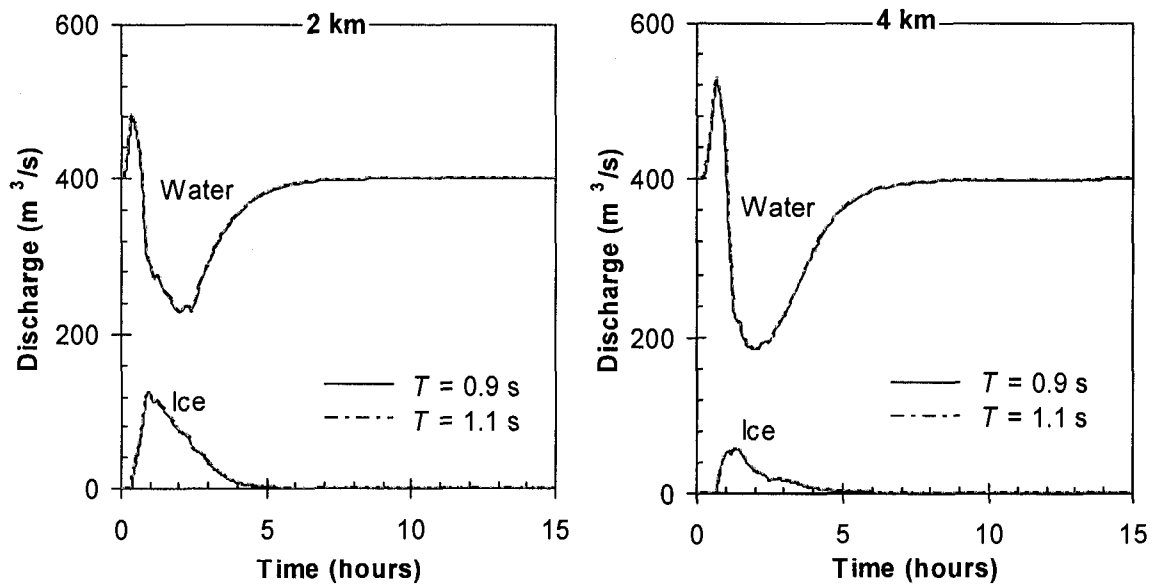 2 km
600
400
200
0
Discharge (m³/s)
Water
Ice
T = 0.9 s
T = 1.1 s
0 5 10 15
Time (hours)
4 km
600
400
200
0
Discharge (m³/s)
Water
Ice
T = 0.9 s
T = 1.1 s
0 5 10 15
Time (hours)